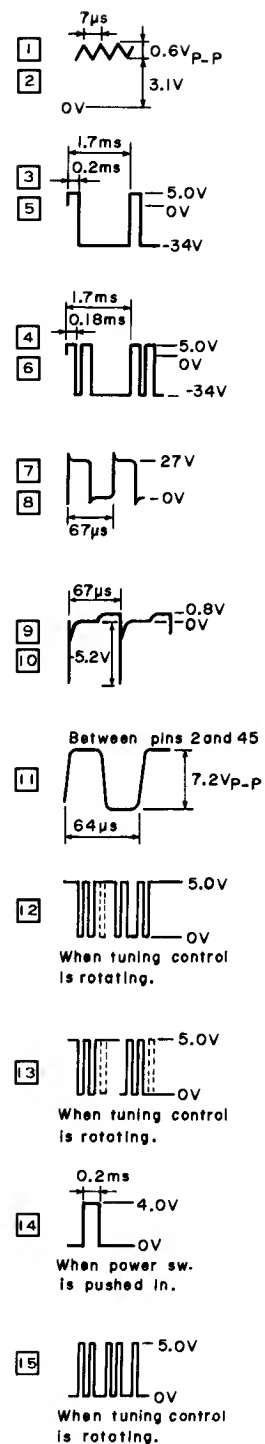 7µs
1
0.6Vp-p
2
3.1V
0V
1.7ms
3
0.2ms
5.0V
5
0V
-34V
1.7ms
4
0.18ms
5.0V
6
0V
-34V
7
27V
8
0V
67µs
67µs
9
0.8V
0V
10
-5.2V
Between pins 2 and 45
11
7.2Vp-p
64µs
12
5.0V
0V
When tuning control
is rotating.
13
5.0V
0V
When tuning control
is rotating.
0.2ms
14
4.0V
0V
When power sw.
is pushed in.
15
5.0V
0V
When tuning control
is rotating.